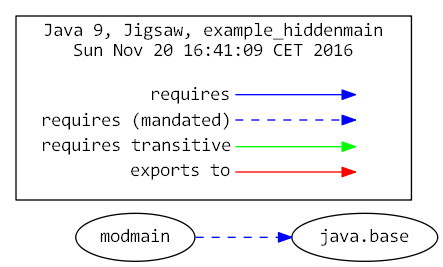 Java 9, Jigsaw, example_hiddenmain
Sun Nov 20 16:41:09 CET 2016
requires
requires (mandated)
requires transitive
exports to
modmain java.base